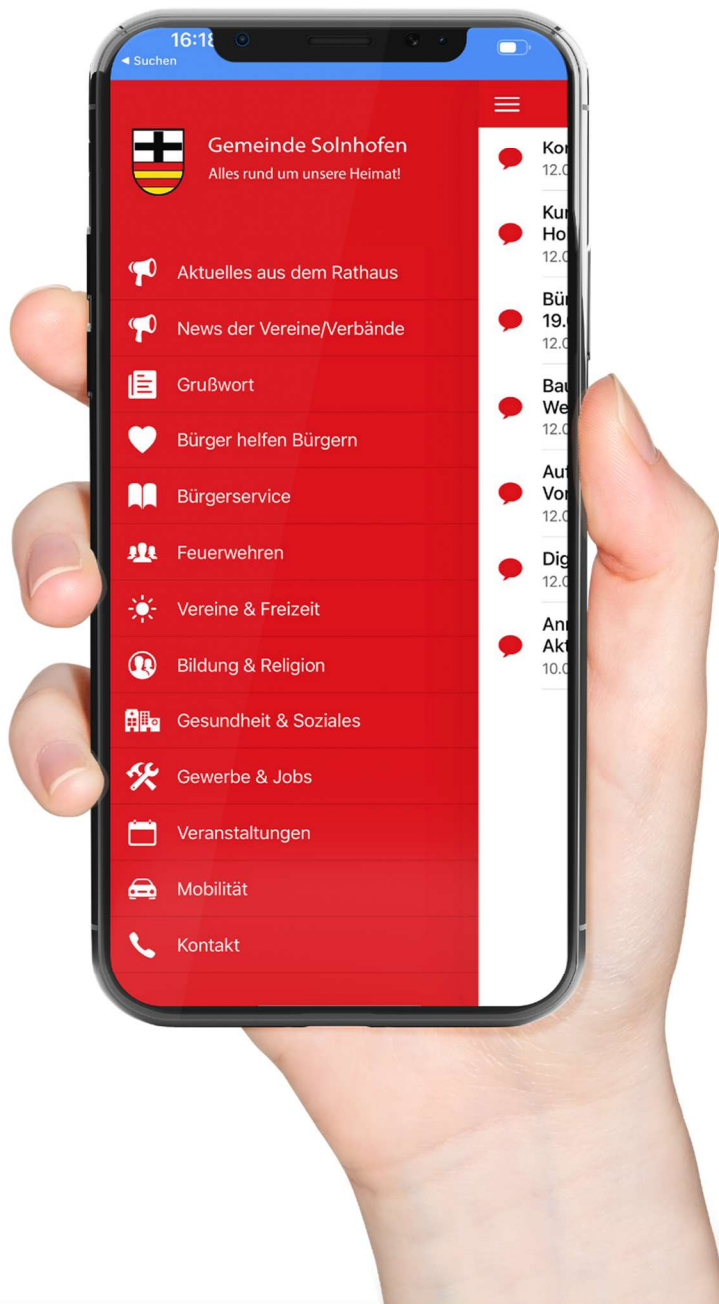 16:18
◀ Suchen
Gemeinde Solnhofen
Alles rund um unsere Heimat!
Aktuelles aus dem Rathaus
News der Vereine/Verbände
Grußwort
Bürger helfen Bürgern
Bürgerservice
Feuerwehren
Vereine & Freizeit
Bildung & Religion
Gesundheit & Soziales
Gewerbe & Jobs
Veranstaltungen
Mobilität
Kontakt